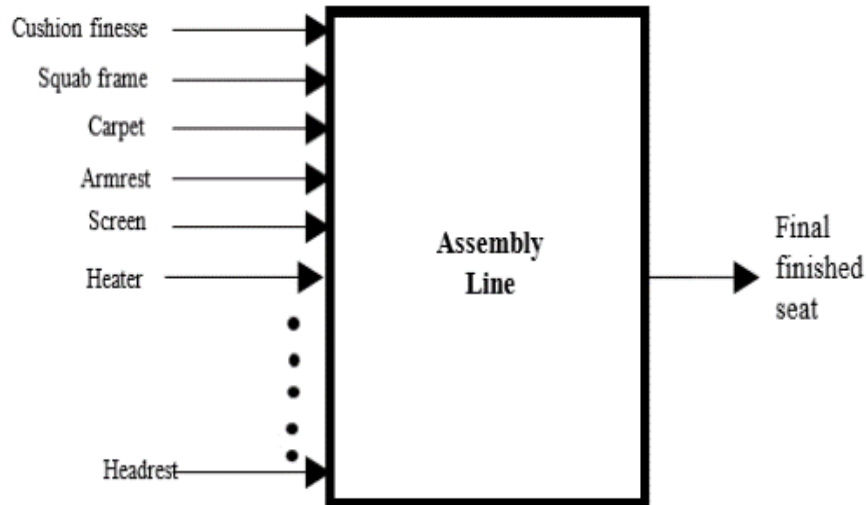 Cushion finesse
Squab frame
Carpet
Armrest
Screen
Heater
Headrest
Assembly
Line
Final
finished
seat